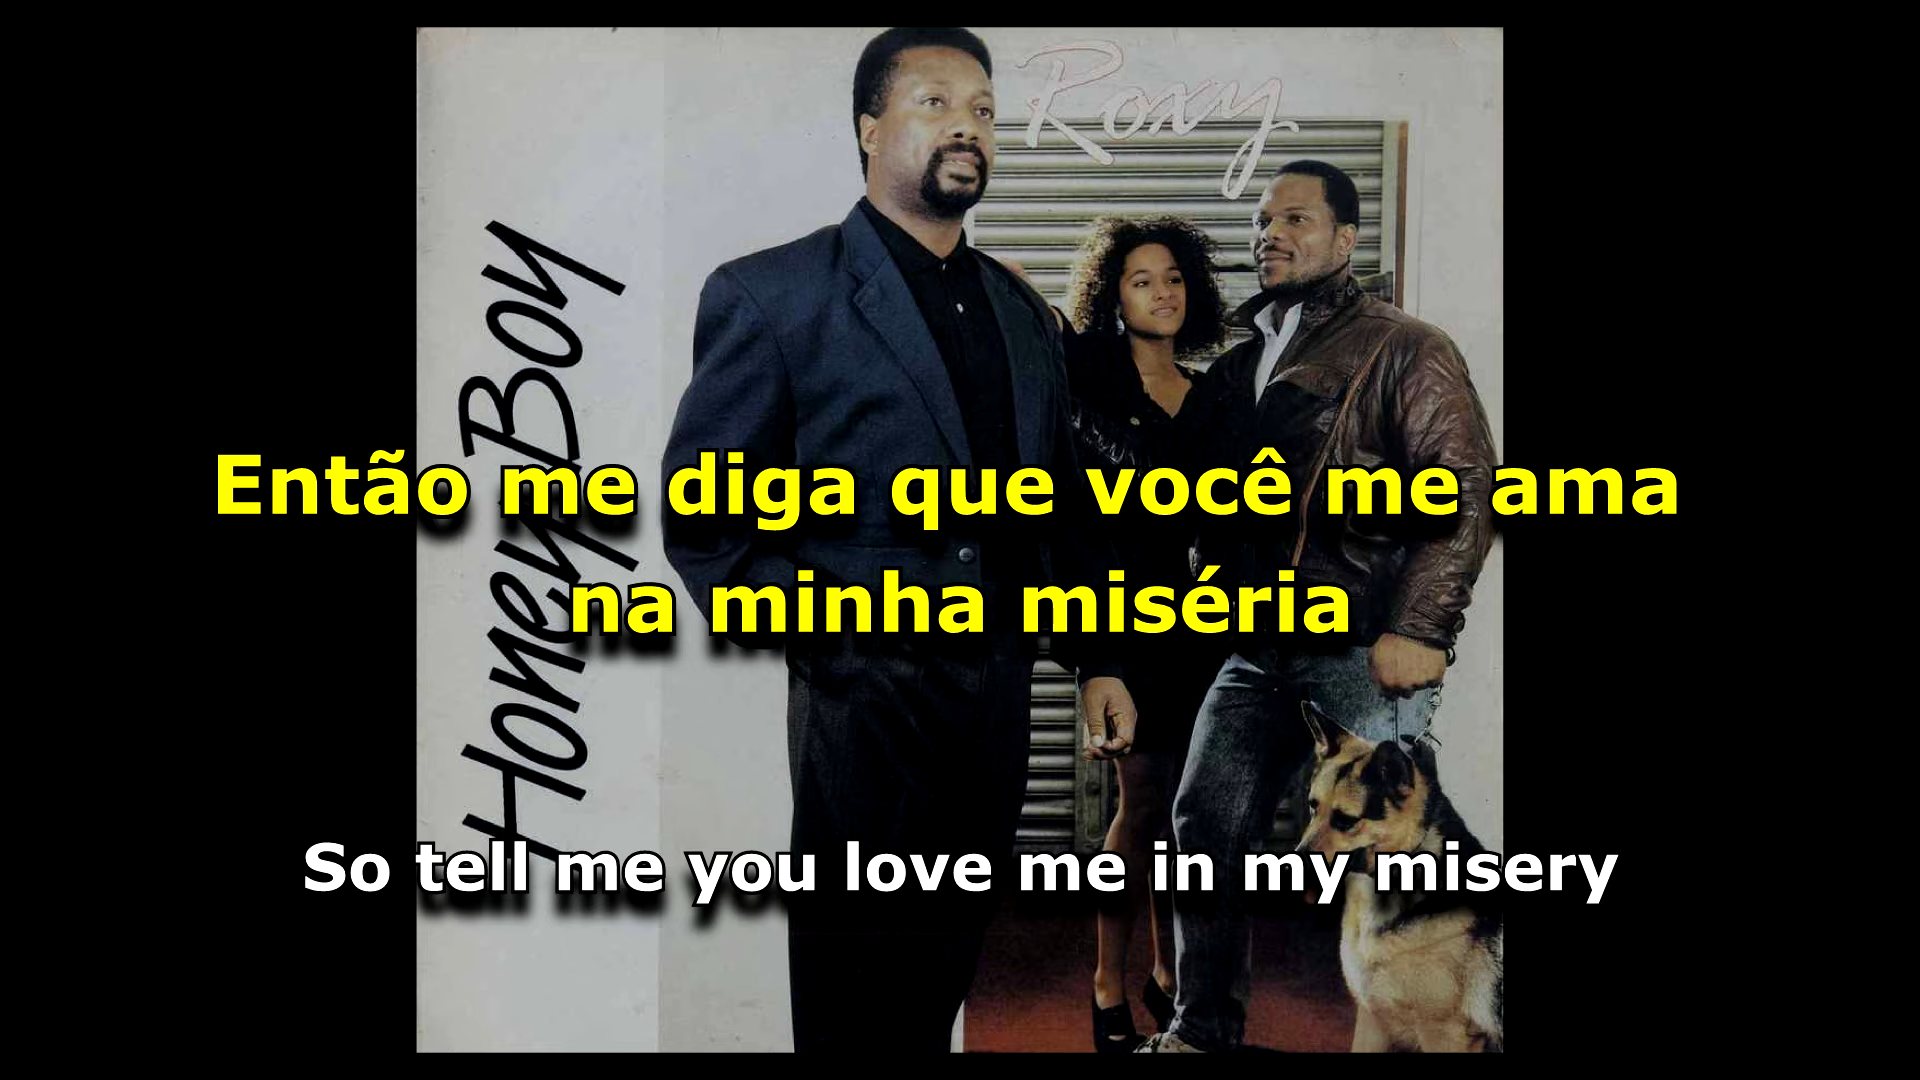 Roxy
Honey Boy
Então me diga que você me ama
na minha miséria
So tell me you love me in my misery